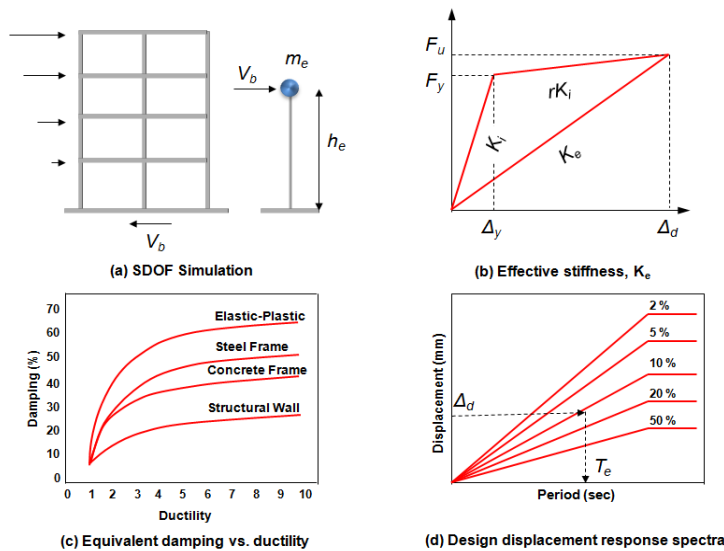 V_b
m_e
h_e
V_b
(a) SDOF Simulation
F_u
F_y
rK_i
K_i
K_e
Δ_y
Δ_d
(b) Effective stiffness, K_e
70
60
50
40
30
20
10
0
Damping (%)
Elastic-Plastic
Steel Frame
Concrete Frame
Structural Wall
0 1 2 3 4 5 6 7 8 9 10
Ductility
(c) Equivalent damping vs. ductility
Displacement (mm)
2 %
5 %
10 %
20 %
50 %
Δ_d
T_e
Period (sec)
(d) Design displacement response spectra